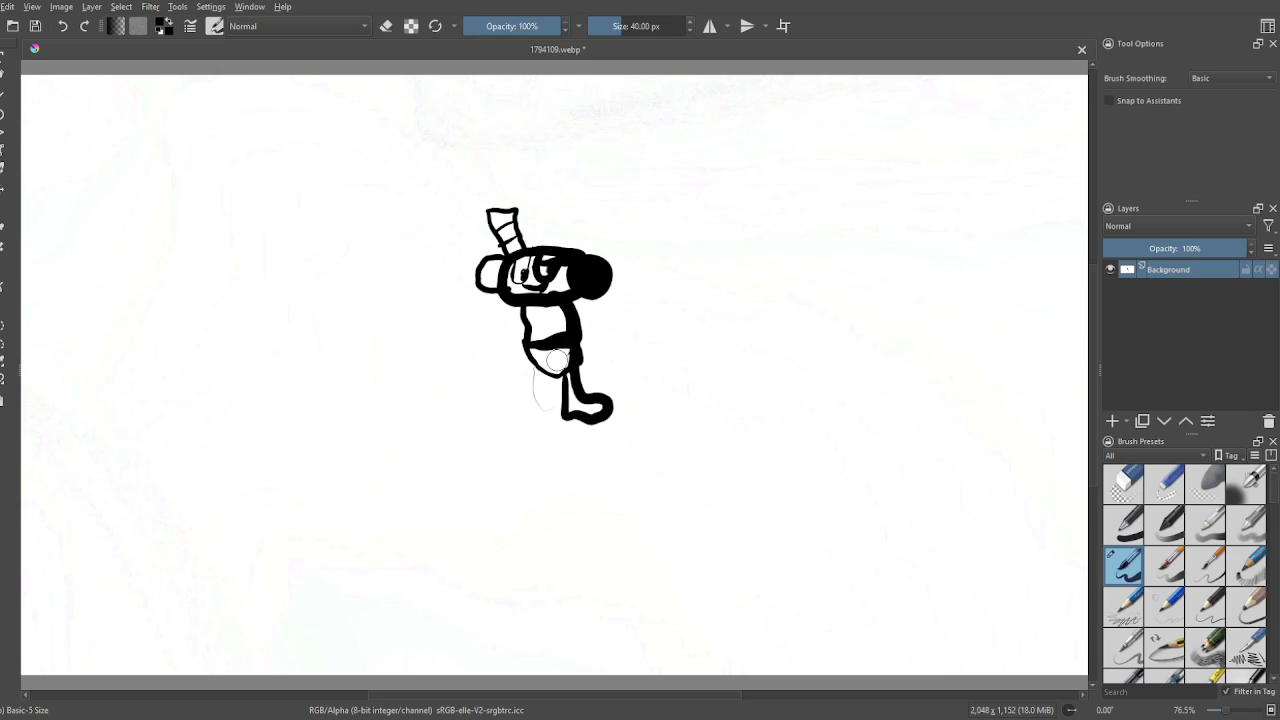 Edit View Image Layer Select Filter Tools Settings Window Help
Normal Opacity: 100% Size: 40.00 px
1794109.webp *
Tool Options
Brush Smoothing: Basic
Snap to Assistants
Layers
Normal
Opacity: 100%
Background
Brush Presets
All Tag
Search Filter in Tag
b) Basic-5 Size RGB/Alpha (8-bit integer/channel) sRGB-elle-V2-srgbtrc.icc 2,048 x 1,152 (18.0 MiB) 0.00° 76.5%